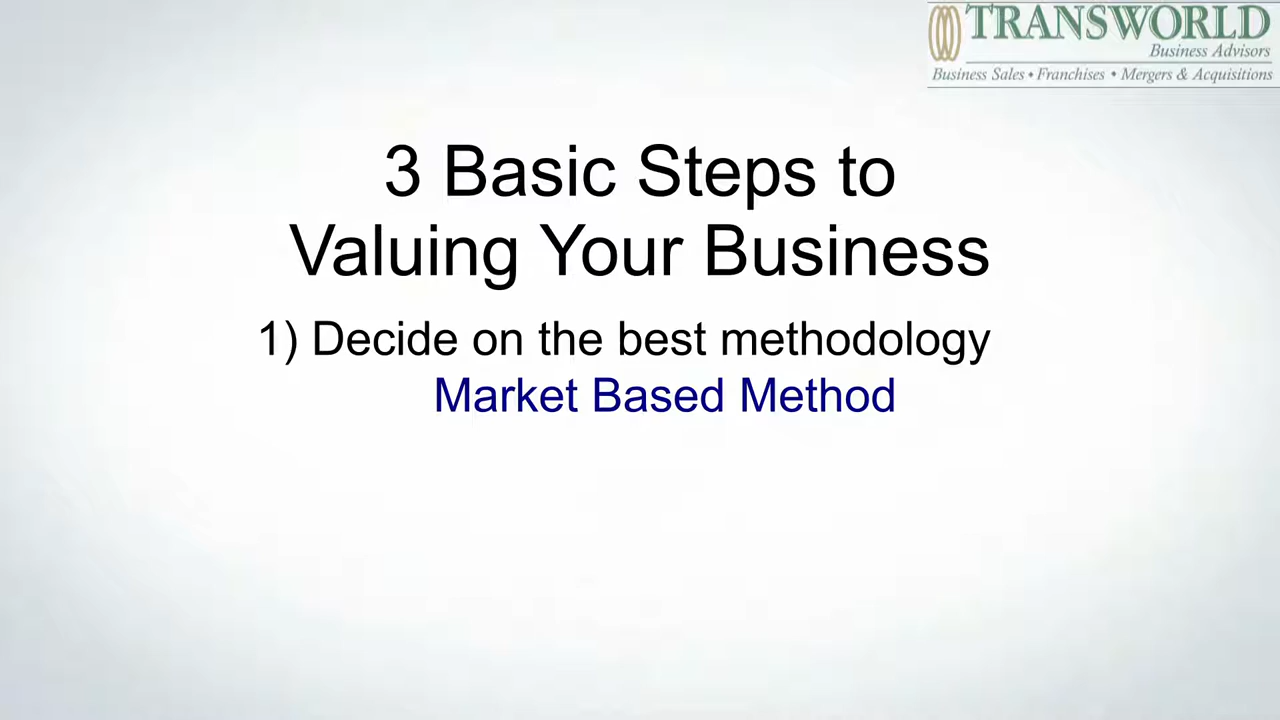 TRANSWORLD
Business Advisors
Business Sales • Franchises • Mergers & Acquisitions
3 Basic Steps to
Valuing Your Business
1) Decide on the best methodology
Market Based Method